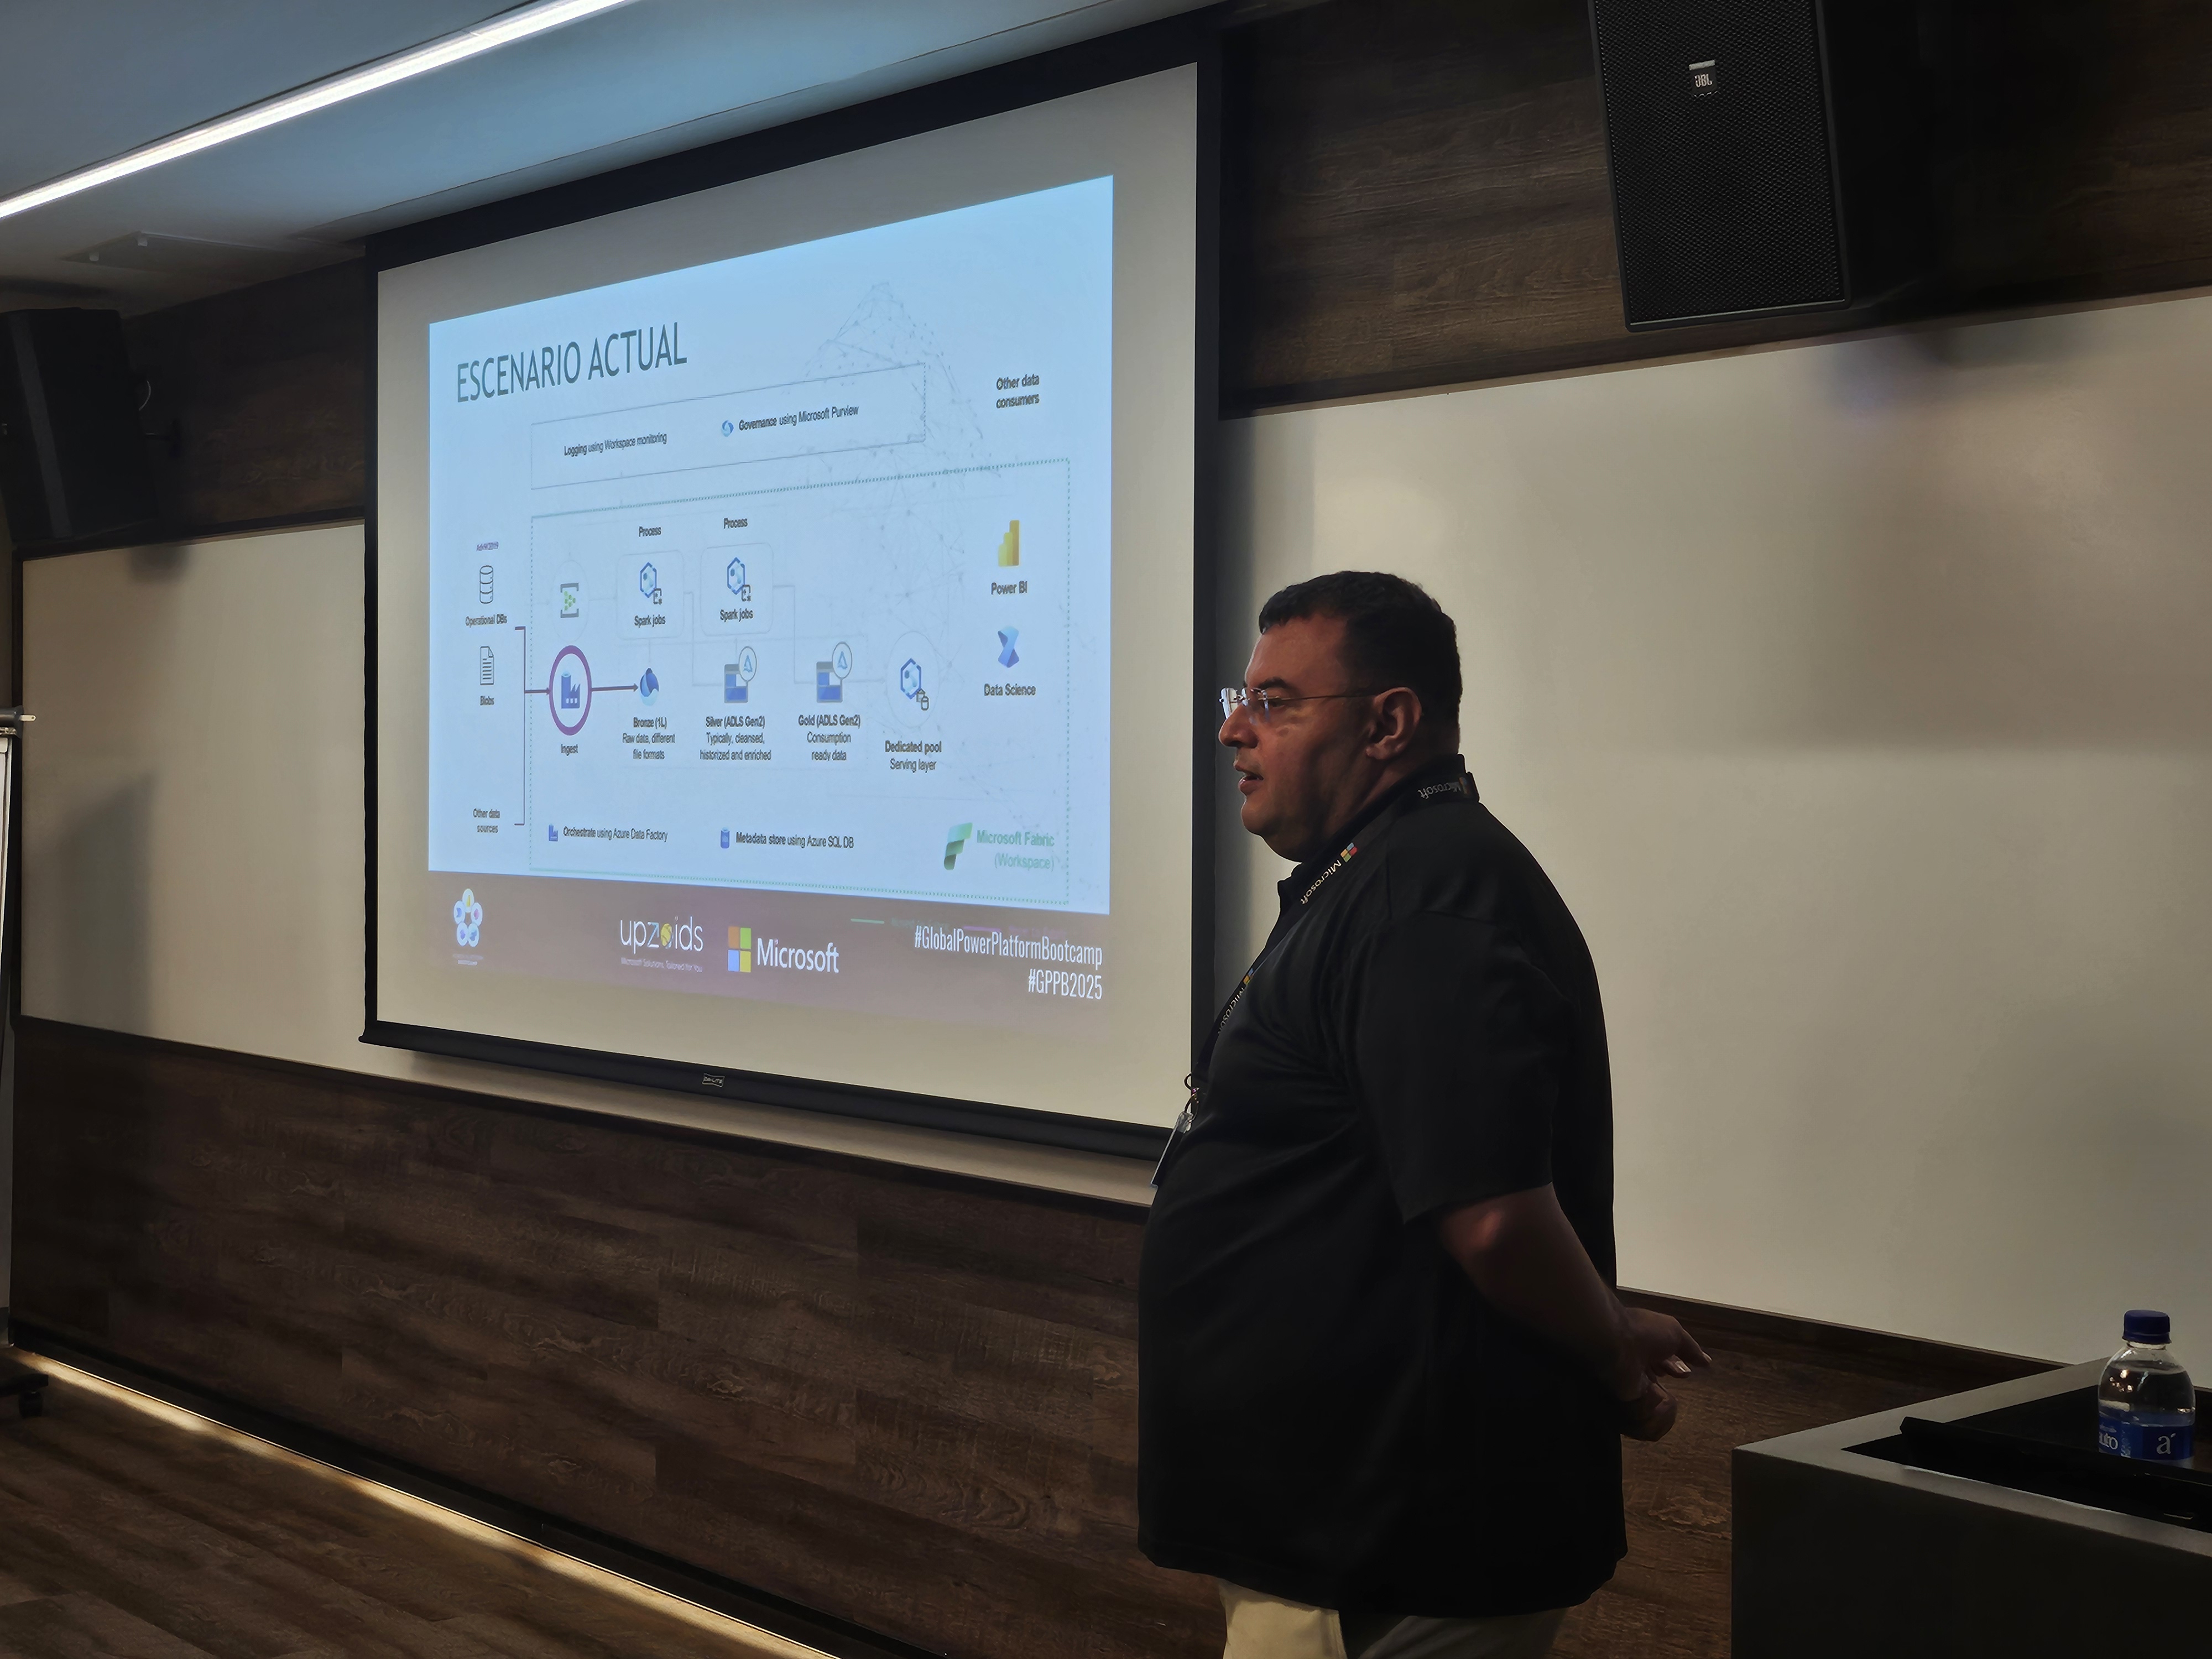 JBL
ESCENARIO ACTUAL
Logging using Workspace monitoring
Governance using Microsoft Purview
Other data
consumers
Process
Process
Operational DBs
Spark jobs
Spark jobs
Power BI
Blobs
Data Science
Ingest
Bronze (1L)
Raw data, different
file formats
Silver (ADLS Gen2)
Typically, cleansed,
historized and enriched
Gold (ADLS Gen2)
Consumption
ready data
Dedicated pool
Serving layer
Other data
sources
Orchestrate using Azure Data Factory
Metadata store using Azure SQL DB
Microsoft Fabric
(Workspace)
upzoids
Microsoft Solutions, Tailored for You
Microsoft
#GlobalPowerPlatformBootcamp
#GPPB2025
DA-LITE
Microsoft
Microsoft
Microsoft
a